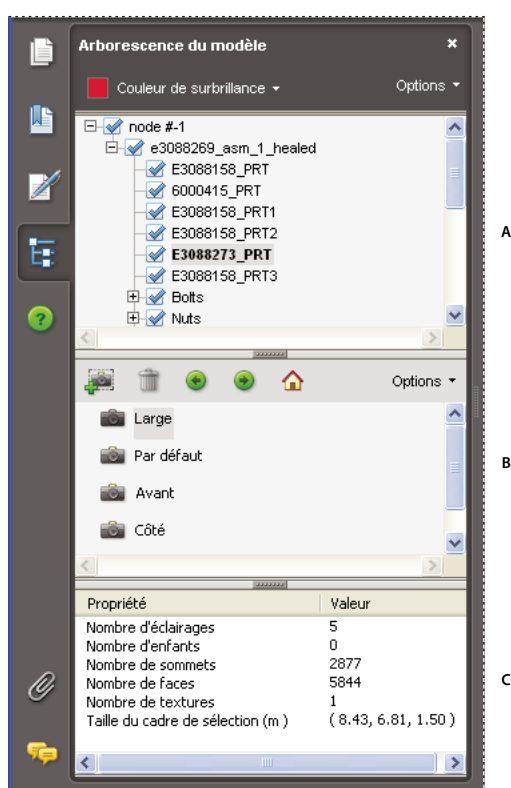 Arborescence du modèle
Couleur de surbrillance
Options
node #-1
e3088269_asm_1_healed
E3088158_PRT
6000415_PRT
E3088158_PRT1
E3088158_PRT2
E3088273_PRT
E3088158_PRT3
Bolts
Nuts
A
Options
Large
Par défaut
Avant
Côté
B
Propriété Valeur
Nombre d'éclairages 5
Nombre d'enfants 0
Nombre de sommets 2877
Nombre de faces 5844
Nombre de textures 1
Taille du cadre de sélection (m ) ( 8.43, 6.81, 1.50 )
C